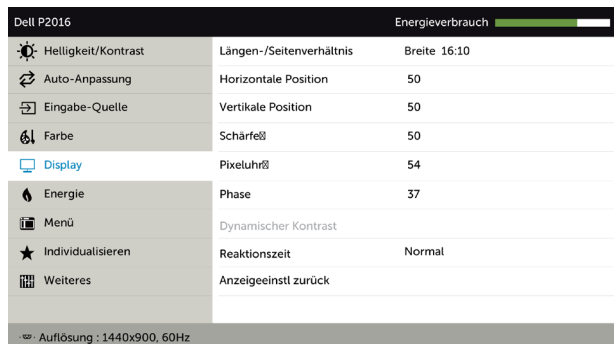 Dell P2016 Energieverbrauch
Helligkeit/Kontrast Längen-/Seitenverhältnis Breite 16:10
Auto-Anpassung Horizontale Position 50
Eingabe-Quelle Vertikale Position 50
Farbe Schärfe 50
Display Pixeluhr 54
Energie Phase 37
Menü Dynamischer Kontrast
Individualisieren Reaktionszeit Normal
Weiteres Anzeigeeinstl zurück
Auflösung : 1440x900, 60Hz